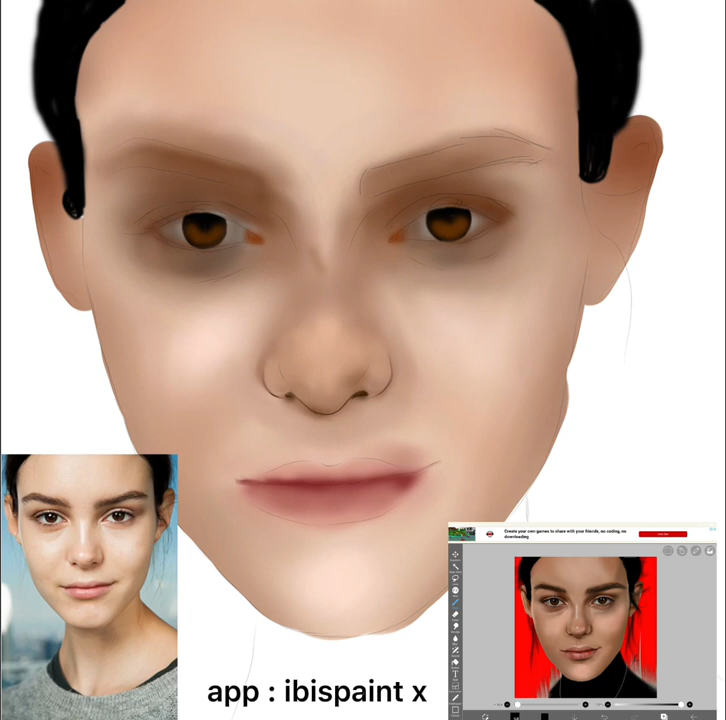 Create your own games to share with your friends, no coding, no
downloading
app : ibispaint x